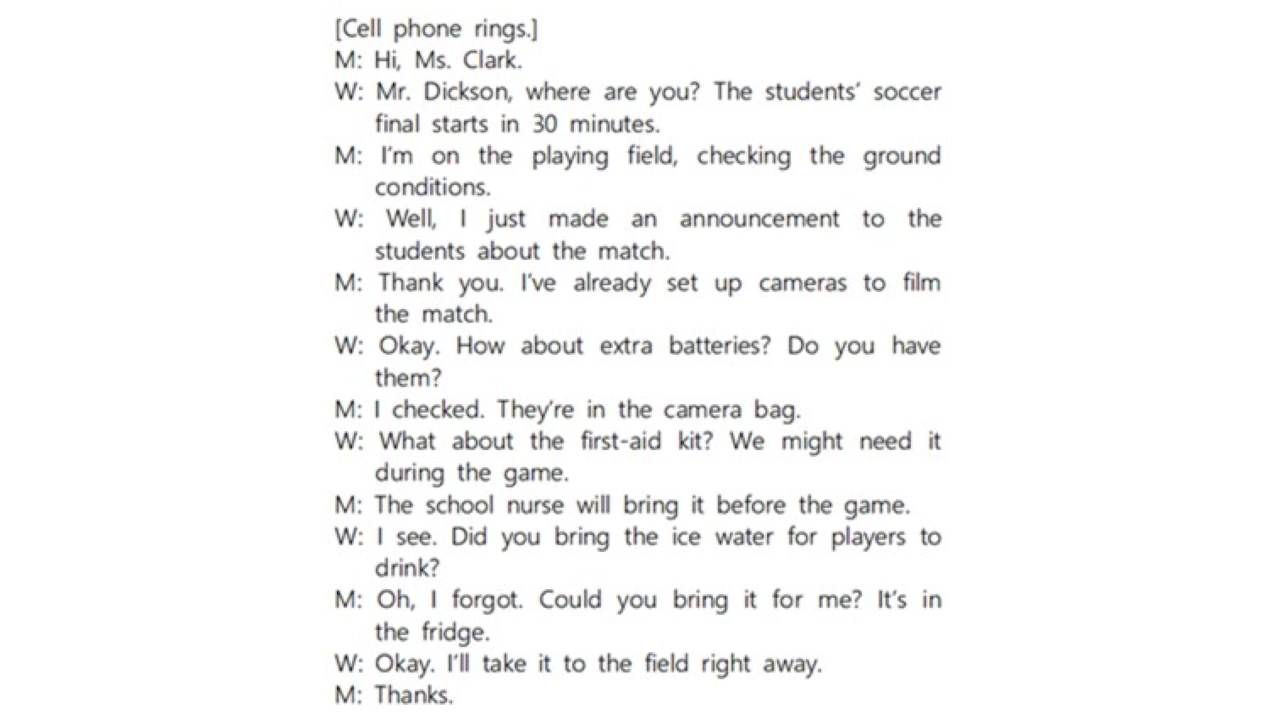 [Cell phone rings.]
M: Hi, Ms. Clark.
W: Mr. Dickson, where are you? The students' soccer
final starts in 30 minutes.
M: I'm on the playing field, checking the ground
conditions.
W: Well, I just made an announcement to the
students about the match.
M: Thank you. I've already set up cameras to film
the match.
W: Okay. How about extra batteries? Do you have
them?
M: I checked. They're in the camera bag.
W: What about the first-aid kit? We might need it
during the game.
M: The school nurse will bring it before the game.
W: I see. Did you bring the ice water for players to
drink?
M: Oh, I forgot. Could you bring it for me? It's in
the fridge.
W: Okay. I'll take it to the field right away.
M: Thanks.